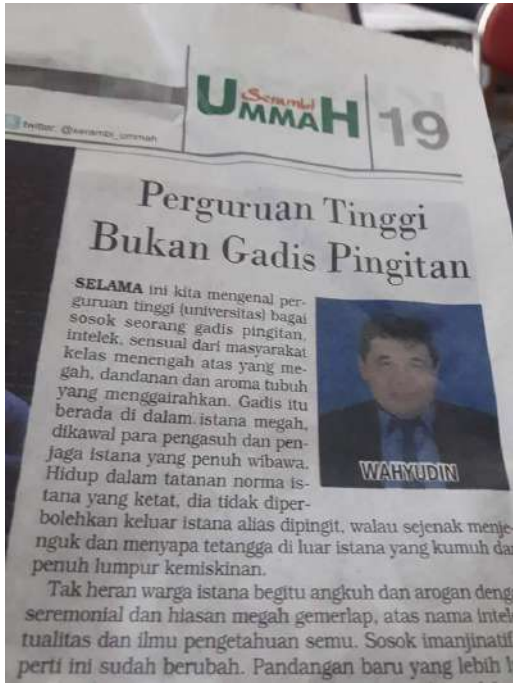 Serambi
UMMAH
19
twitter: @serambi_ummah
Perguruan Tinggi
Bukan Gadis Pingitan
SELAMA ini kita mengenal per-
guruan tinggi (universitas) bagai
sosok seorang gadis pingitan,
intelek, sensual dari masyarakat
kelas menengah atas yang me-
gah, dandanan dan aroma tubuh
yang menggairahkan. Gadis itu
berada di dalam istana megah,
dikawal para pengasuh dan pen-
jaga istana yang penuh wibawa.
Hidup dalam tatanan norma is-
tana yang ketat, dia tidak diper-
WAHYUDIN
bolehkan keluar istana alias dipingit, walau sejenak menje-
nguk dan menyapa tetangga di luar istana yang kumuh da
penuh lumpur kemiskinan.
Tak heran warga istana begitu angkuh dan arogan deng
seremonial dan hiasan megah gemerlap, atas nama intel
tualitas dan ilmu pengetahuan semu. Sosok imanjinatif
perti ini sudah berubah. Pandangan baru yang lebih